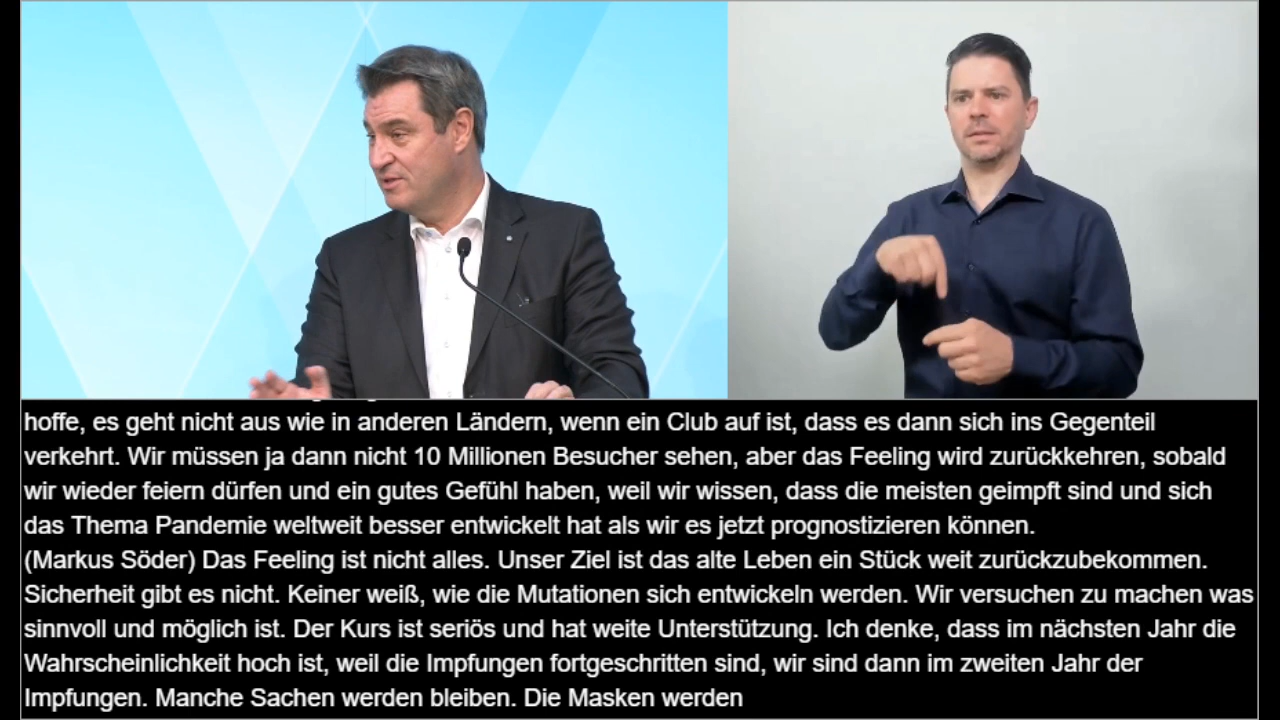 hoffe, es geht nicht aus wie in anderen Ländern, wenn ein Club auf ist, dass es dann sich ins Gegenteil
verkehrt. Wir müssen ja dann nicht 10 Millionen Besucher sehen, aber das Feeling wird zurückkehren, sobald
wir wieder feiern dürfen und ein gutes Gefühl haben, weil wir wissen, dass die meisten geimpft sind und sich
das Thema Pandemie weltweit besser entwickelt hat als wir es jetzt prognostizieren können.
(Markus Söder) Das Feeling ist nicht alles. Unser Ziel ist das alte Leben ein Stück weit zurückzubekommen.
Sicherheit gibt es nicht. Keiner weiß, wie die Mutationen sich entwickeln werden. Wir versuchen zu machen was
sinnvoll und möglich ist. Der Kurs ist seriös und hat weite Unterstützung. Ich denke, dass im nächsten Jahr die
Wahrscheinlichkeit hoch ist, weil die Impfungen fortgeschritten sind, wir sind dann im zweiten Jahr der
Impfungen. Manche Sachen werden bleiben. Die Masken werden